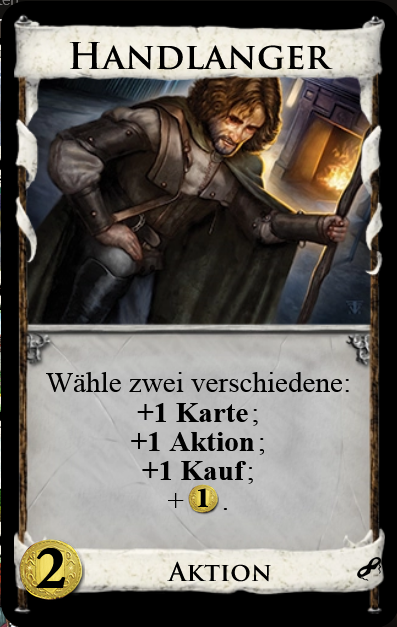 HANDLANGER
Wähle zwei verschiedene:
+1 Karte;
+1 Aktion;
+1 Kauf;
+ 1 .
2
AKTION